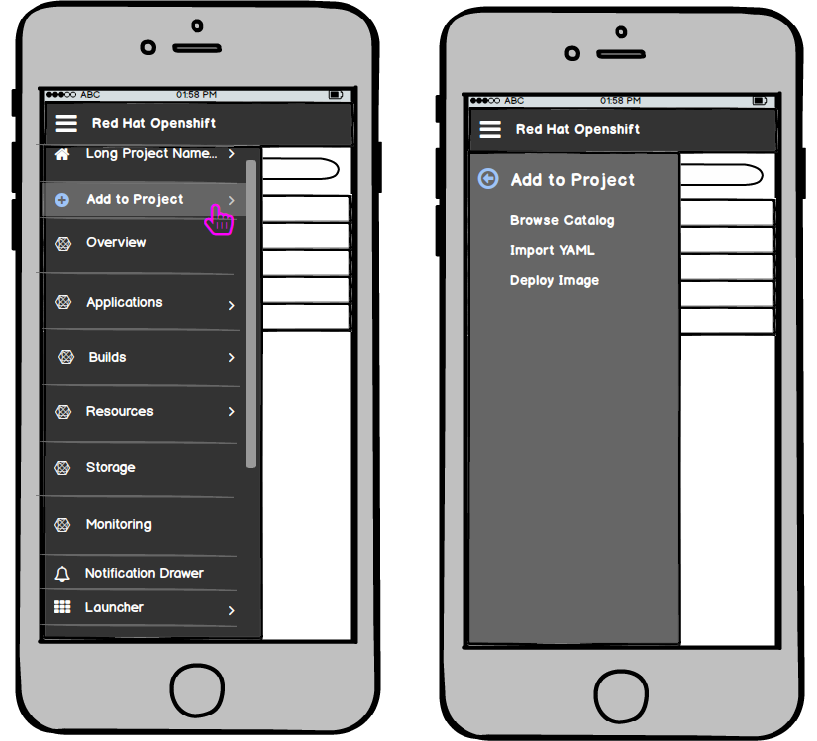 ABC 01:58 PM
Red Hat Openshift
Long Project Name...
Add to Project
Overview
Applications
Builds
Resources
Storage
Monitoring
Notification Drawer
Launcher
ABC 01:58 PM
Red Hat Openshift
Add to Project
Browse Catalog
Import YAML
Deploy Image